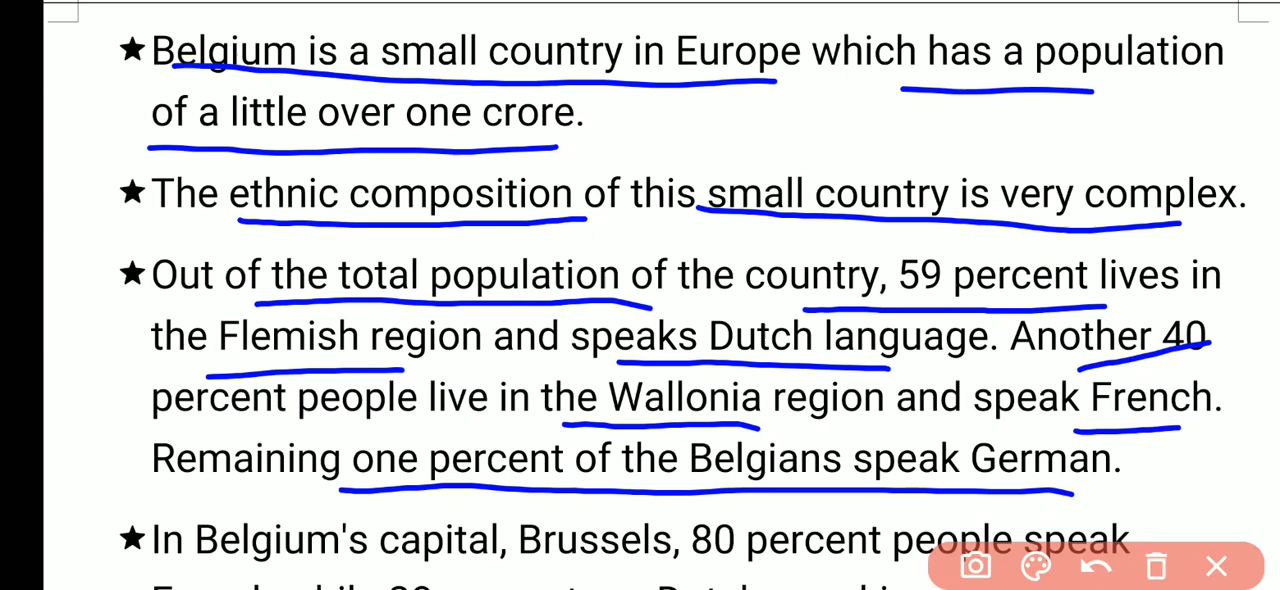 ★Belgium is a small country in Europe which has a population
of a little over one crore.
★The ethnic composition of this small country is very complex.
★Out of the total population of the country, 59 percent lives in
the Flemish region and speaks Dutch language. Another 40
percent people live in the Wallonia region and speak French.
Remaining one percent of the Belgians speak German.
★In Belgium's capital, Brussels, 80 percent people speak